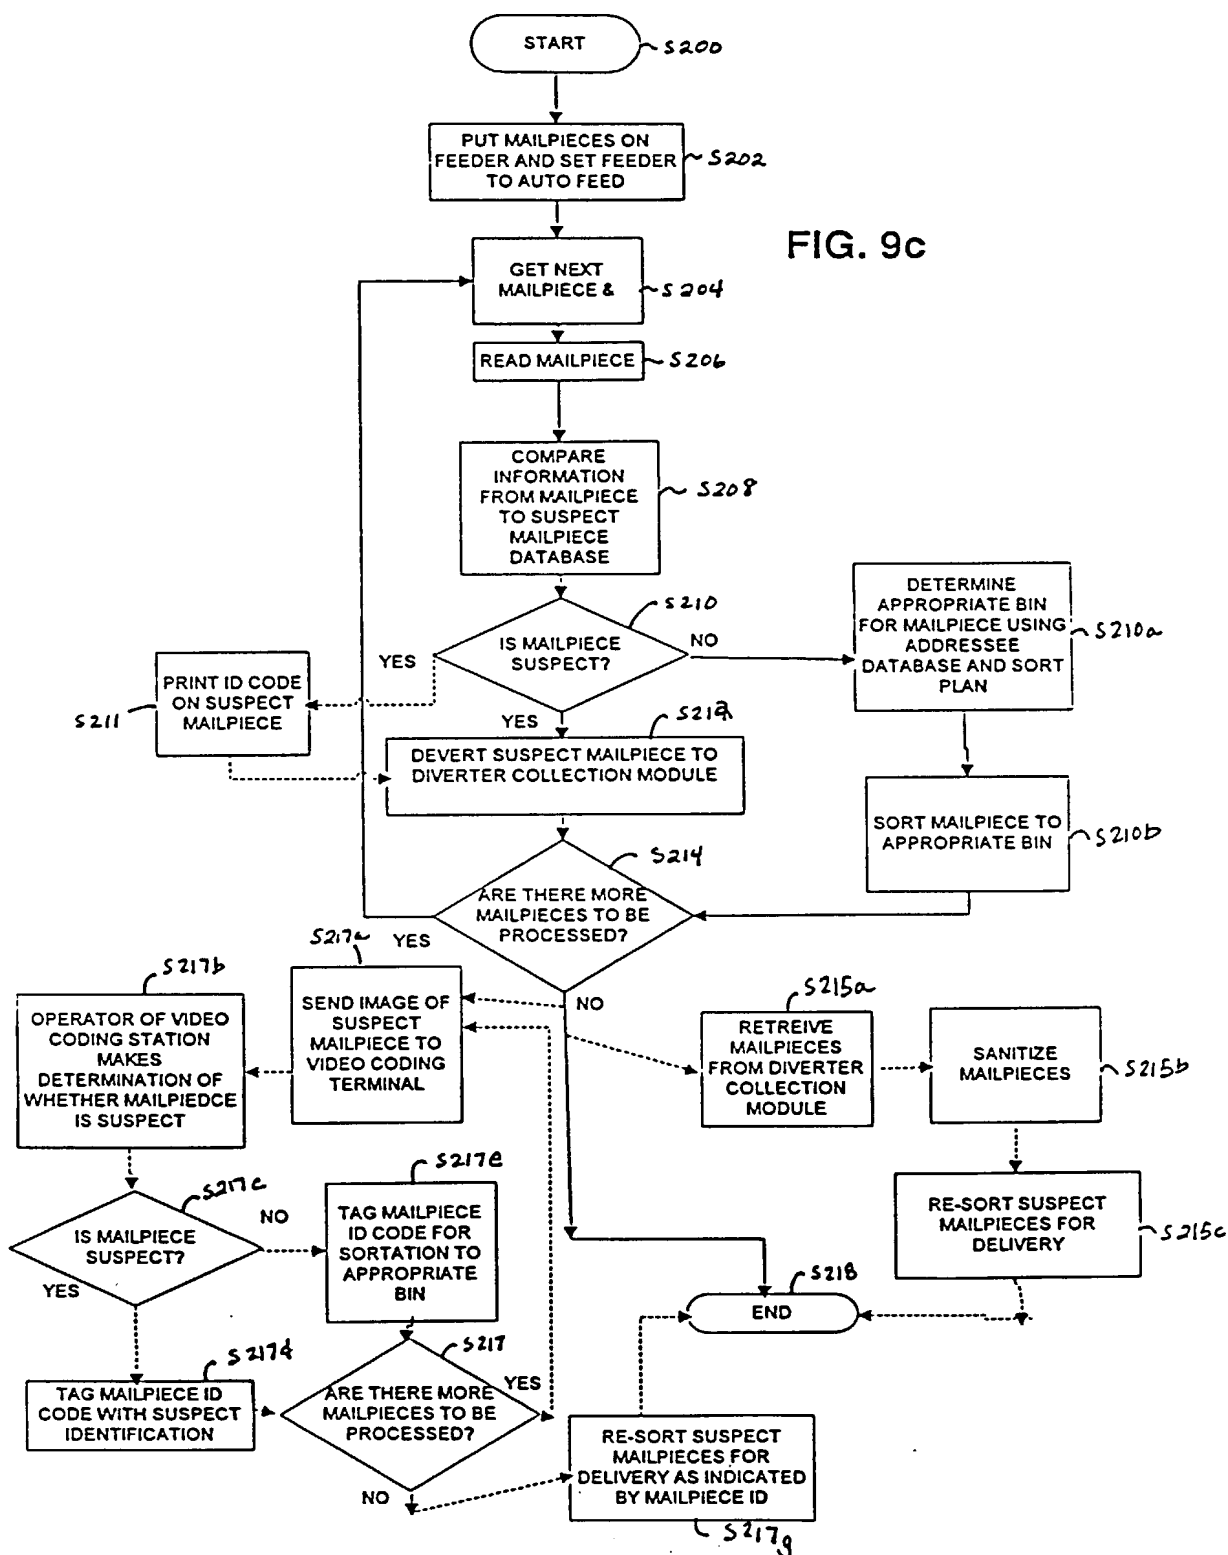 START
S200
PUT MAILPIECES ON
FEEDER AND SET FEEDER
TO AUTO FEED
S202
FIG. 9c
GET NEXT
MAILPIECE &
S204
READ MAILPIECE
S206
COMPARE
INFORMATION
FROM MAILPIECE
TO SUSPECT
MAILPIECE
DATABASE
S208
IS MAILPIECE
SUSPECT?
S210
YES
NO
DETERMINE
APPROPRIATE BIN
FOR MAILPIECE USING
ADDRESSEE
DATABASE AND SORT
PLAN
S210a
PRINT ID CODE
ON SUSPECT
MAILPIECE
S211
YES
DEVERT SUSPECT MAILPIECE TO
DIVERTER COLLECTION MODULE
SORT MAILPIECE TO
APPROPRIATE BIN
S210b
ARE THERE MORE
MAILPIECES TO BE
PROCESSED?
S214
YES
NO
S217a
SEND IMAGE OF
SUSPECT
MAILPIECE TO
VIDEO CODING
TERMINAL
S217b
OPERATOR OF VIDEO
CODING STATION
MAKES
DETERMINATION OF
WHETHER MAILPIEDCE
IS SUSPECT
S215a
RETREIVE
MAILPIECES
FROM DIVERTER
COLLECTION
MODULE
SANITIZE
MAILPIECES
S215b
RE-SORT SUSPECT
MAILPIECES FOR
DELIVERY
S215c
IS MAILPIECE
SUSPECT?
S217c
NO
YES
S217e
TAG MAILPIECE
ID CODE FOR
SORTATION TO
APPROPRIATE
BIN
S218
END
S217d
TAG MAILPIECE ID
CODE WITH SUSPECT
IDENTIFICATION
ARE THERE MORE
MAILPIECES TO BE
PROCESSED?
S217
YES
NO
RE-SORT SUSPECT
MAILPIECES FOR
DELIVERY AS INDICATED
BY MAILPIECE ID
S217g